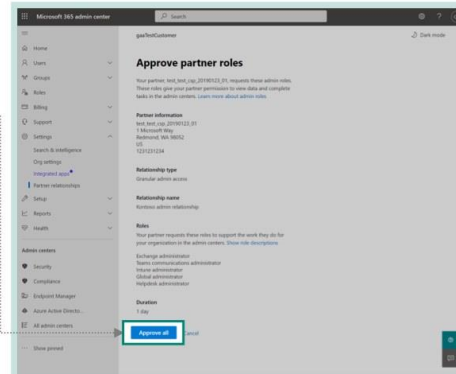 Microsoft 365 admin center
Search
gaaTestCustomer
Dark mode
Home
Users
Groups
Roles
Billing
Support
Settings
Search & intelligence
Org settings
Integrated apps
Partner relationships
Setup
Reports
Health
Admin centers
Security
Compliance
Endpoint Manager
Azure Active Directo...
All admin centers
Show pinned
Approve partner roles
Your partner, test_test_csp_20190123_01, requests these admin roles.
These roles give your partner permission to view data and complete
tasks in the admin centers. Learn more about admin roles
Partner information
test_test_csp_20190123_01
1 Microsoft Way
Redmond, WA 98052
US
1231231234
Relationship type
Granular admin access
Relationship name
Kontoso admin relationship
Roles
Your partner requests these roles to support the work they do for
your organization in the admin centers. Show role descriptions
Exchange administrator
Teams communications administrator
Intune administrator
Global administrator
Helpdesk administrator
Duration
1 day
Approve all
Cancel